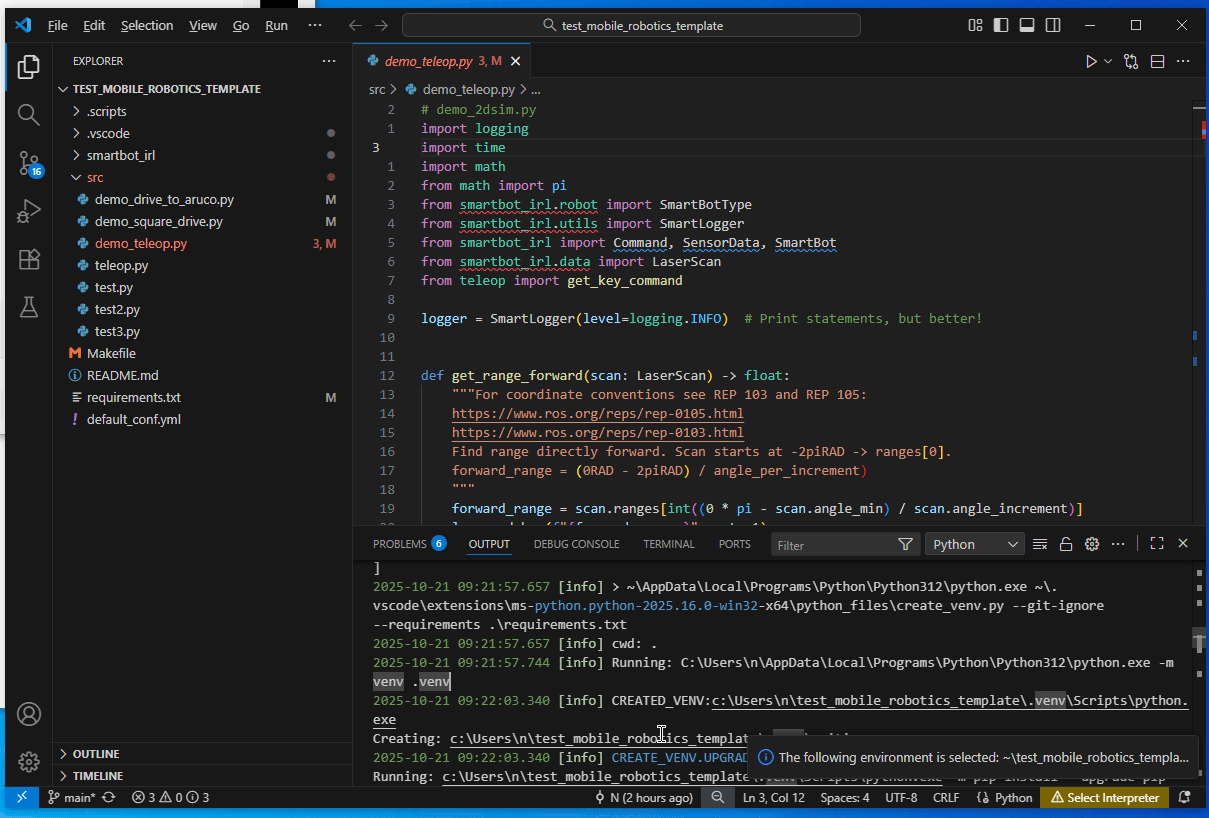 File Edit Selection View Go Run ··· test_mobile_robotics_template
EXPLORER ···
TEST_MOBILE_ROBOTICS_TEMPLATE
.scripts
.vscode
smartbot_irl
src
demo_drive_to_aruco.py M
demo_square_drive.py M
demo_teleop.py 3, M
teleop.py
test.py
test2.py
test3.py
Makefile
README.md
requirements.txt M
default_conf.yml
OUTLINE
TIMELINE
16
demo_teleop.py 3, M
src > demo_teleop.py > ...
2 # demo_2dsim.py
1 import logging
3 import time
1 import math
2 from math import pi
3 from smartbot_irl.robot import SmartBotType
4 from smartbot_irl.utils import SmartLogger
5 from smartbot_irl import Command, SensorData, SmartBot
6 from smartbot_irl.data import LaserScan
7 from teleop import get_key_command
8
9 logger = SmartLogger(level=logging.INFO)  # Print statements, but better!
10
11
12 def get_range_forward(scan: LaserScan) -> float:
13 """For coordinate conventions see REP 103 and REP 105:
14 https://www.ros.org/reps/rep-0105.html
15 https://www.ros.org/reps/rep-0103.html
16 Find range directly forward. Scan starts at -2piRAD -> ranges[0].
17 forward_range = (0RAD - 2piRAD) / angle_per_increment)
18 """
19 forward_range = scan.ranges[int((0 * pi - scan.angle_min) / scan.angle_increment)]
PROBLEMS 6 OUTPUT DEBUG CONSOLE TERMINAL PORTS Filter Python
]
2025-10-21 09:21:57.657 [info] > ~\AppData\Local\Programs\Python\Python312\python.exe ~\.
vscode\extensions\ms-python.python-2025.16.0-win32-x64\python_files\create_venv.py --git-ignore
--requirements .\requirements.txt
2025-10-21 09:21:57.657 [info] cwd: .
2025-10-21 09:21:57.744 [info] Running: C:\Users\n\AppData\Local\Programs\Python\Python312\python.exe -m
venv .venv
2025-10-21 09:22:03.340 [info] CREATED_VENV:c:\Users\n\test_mobile_robotics_template\.venv\Scripts\python.
exe
Creating: c:\Users\n\test_mobile_robotics_templat
2025-10-21 09:22:03.340 [info] CREATE_VENV.UPGRAD
Running: c:\Users\n\test_mobile_robotics_template
The following environment is selected: ~\test_mobile_robotics_templa...
main* 3 0 3 N (2 hours ago) Ln 3, Col 12 Spaces: 4 UTF-8 CRLF Python Select Interpreter